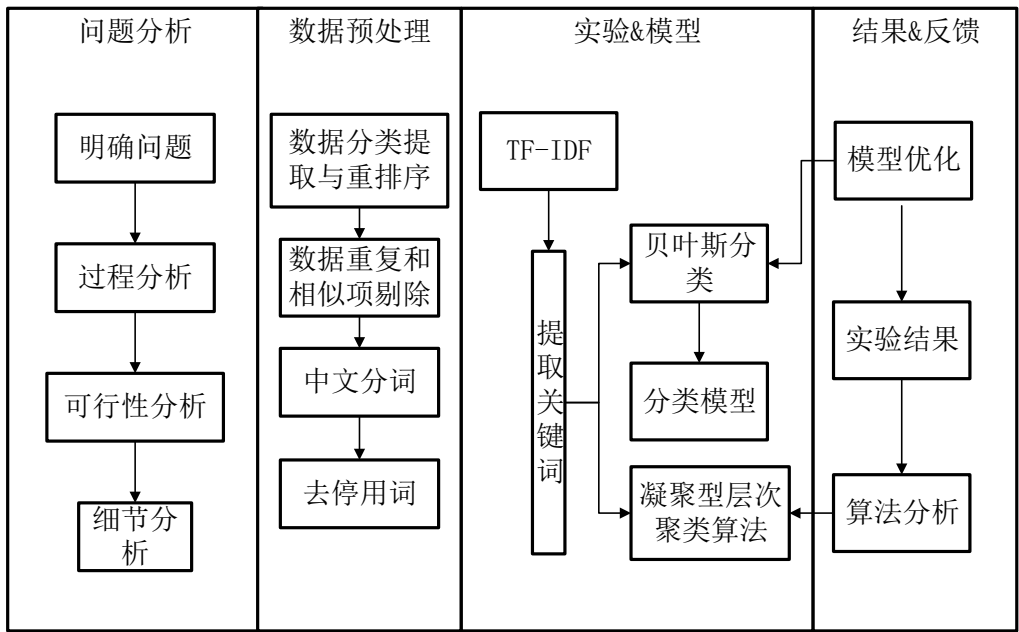 问题分析
明确问题
过程分析
可行性分析
细节分
析
数据预处理
数据分类提
取与重排序
数据重复和
相似项剔除
中文分词
去停用词
实验&模型
TF-IDF
提取关键词
贝叶斯分
类
分类模型
凝聚型层次
聚类算法
结果&反馈
模型优化
实验结果
算法分析